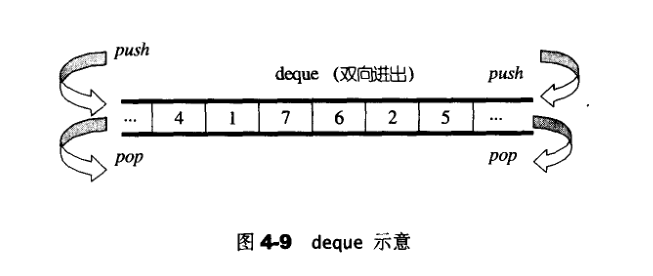 push
deque (双向进出) push
... 4 1 7 6 2 5 ...
pop pop
图 4-9 deque 示意